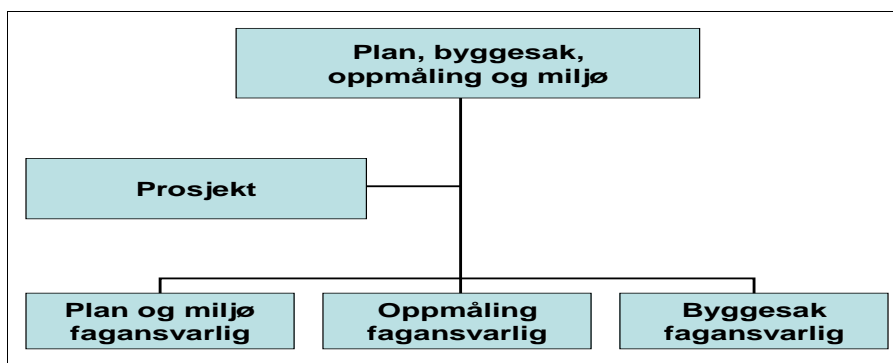 Plan, byggesak,
oppmåling og miljø
Prosjekt
Plan og miljø
fagansvarlig
Oppmåling
fagansvarlig
Byggesak
fagansvarlig